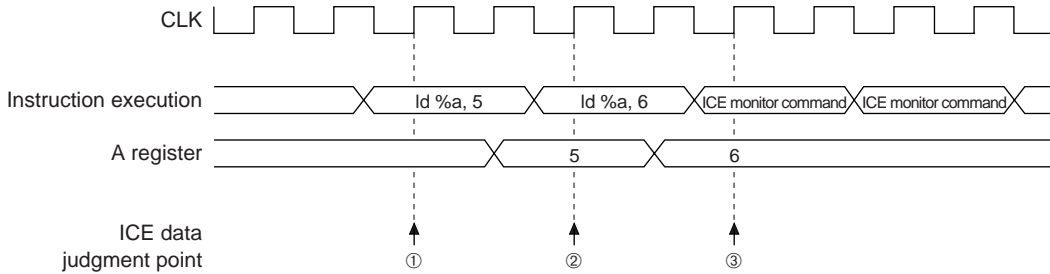 CLK
Instruction execution
ld %a, 5
ld %a, 6
ICE monitor command
ICE monitor command
A register
5
6
ICE data
judgment point
①
②
③